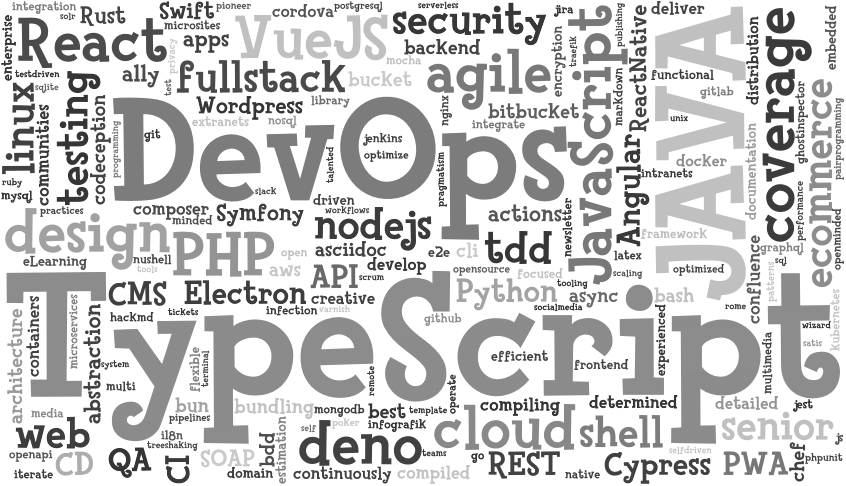 integration
solr
Rust
Swift
pioneer
microsites
apps
cordova
postgresql
VueJS
serverless
security
backend
mocha
jira
traefik
encryption
JavaScript
publishing
markdown
ReactNative
deliver
functional
gitlab
unix
JAVA
distribution
coverage
embedded
enterprise
React
privacy
testdriven
sqlite
ally
test
fullstack
bucket
agile
linux
communities
testing
codeception
programming
Wordpress
library
extranets
nosql
git
DevOps
jenkins
optimize
talented
slack
nginx
pragmatism
integrate
bitbucket
Angular
intranets
docker
documentation
ghostinspector
performance
ecommerce
pairprogramming
openminded
ruby
mysql
practices
composer
minded
Symfony
driven
workflows
nodejs
actions
newsletter
framework
graphql
sql
design
PHP
open
asciidoc
e2e
cli
tdd
latex
scaling
eLearning
nushell
tools
aws
API
scrum
develop
opensource
focused
tooling
optimized
confluence
patterns
CMS
Electron
creative
Python
async
bash
rome
TypeScript
hackmd
tickets
infection
varnish
github
socialmedia
experienced
wizard
kubernetes
architecture
containers
microservices
abstraction
system
multi
flexible
terminal
efficient
frontend
remote
operate
multimedia
satis
media
bun
pipelines
bundling
mongodb
best
template
compiling
determined
detailed
jest
web
i18n
treeshaking
self
poker
infografik
cloud
shell
senior
js
openapi
iterate
CD
QA
CI
SOAP
domain
bdd
estimation
deno
teams
continuously
compiled
go
REST
native
selfdriven
Cypress
PWA
chef
phpunit